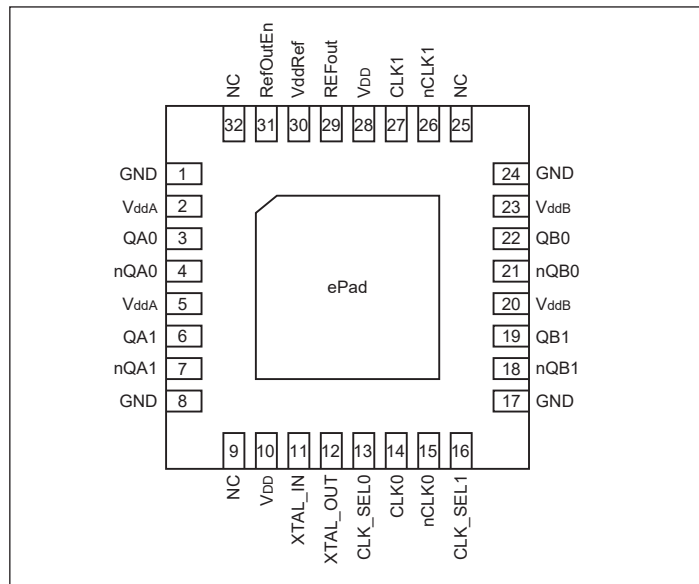 NC
RefOutEn
VddRef
REFout
VDD
CLK1
nCLK1
NC
32 31 30 29 28 27 26 25
GND 1
VddA 2
QA0 3
nQA0 4
VddA 5
QA1 6
nQA1 7
GND 8
ePad
24 GND
23 VddB
22 QB0
21 nQB0
20 VddB
19 QB1
18 nQB1
17 GND
9 10 11 12 13 14 15 16
NC
VDD
XTAL_IN
XTAL_OUT
CLK_SEL0
CLK0
nCLK0
CLK_SEL1